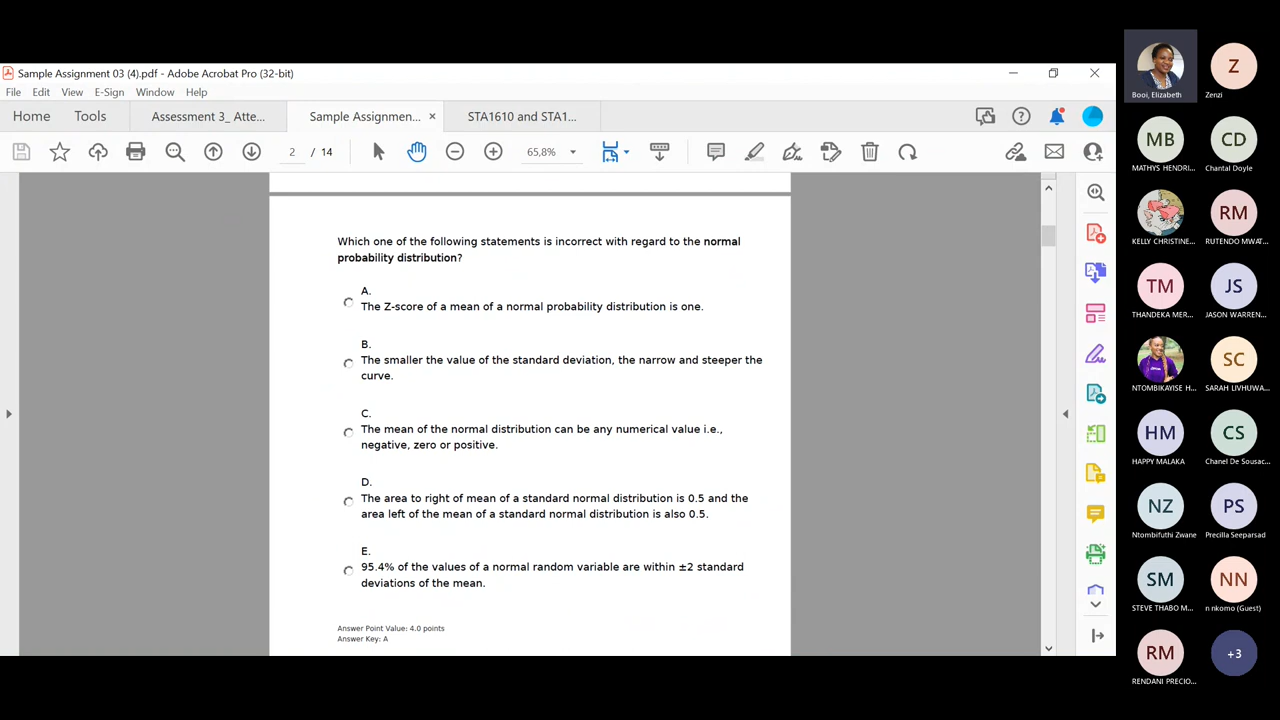 Sample Assignment 03 (4).pdf - Adobe Acrobat Pro (32-bit)
File Edit View E-Sign Window Help
Home Tools Assessment 3_ Atte... Sample Assignmen... STA1610 and STA1...
2 / 14 65,8%
Which one of the following statements is incorrect with regard to the normal
probability distribution?
A.
The Z-score of a mean of a normal probability distribution is one.
B.
The smaller the value of the standard deviation, the narrow and steeper the
curve.
C.
The mean of the normal distribution can be any numerical value i.e.,
negative, zero or positive.
D.
The area to right of mean of a standard normal distribution is 0.5 and the
area left of the mean of a standard normal distribution is also 0.5.
E.
95.4% of the values of a normal random variable are within ±2 standard
deviations of the mean.
Answer Point Value: 4.0 points
Answer Key: A
Booi, Elizabeth
Z
Zenzi
MB
MATHYS HENDRI...
CD
Chantal Doyle
KELLY CHRISTINE...
RM
RUTENDO MWAT...
TM
THANDEKA MER...
JS
JASON WARREN...
NTOMBIKAYISE H...
SC
SARAH LIVHUWA...
HM
HAPPY MALAKA
CS
Chanel De Sousac...
NZ
Ntombifuthi Zwane
PS
Precilla Seeparsad
SM
STEVE THABO M...
NN
n nkomo (Guest)
RM
RENDANI PRECIO...
+3